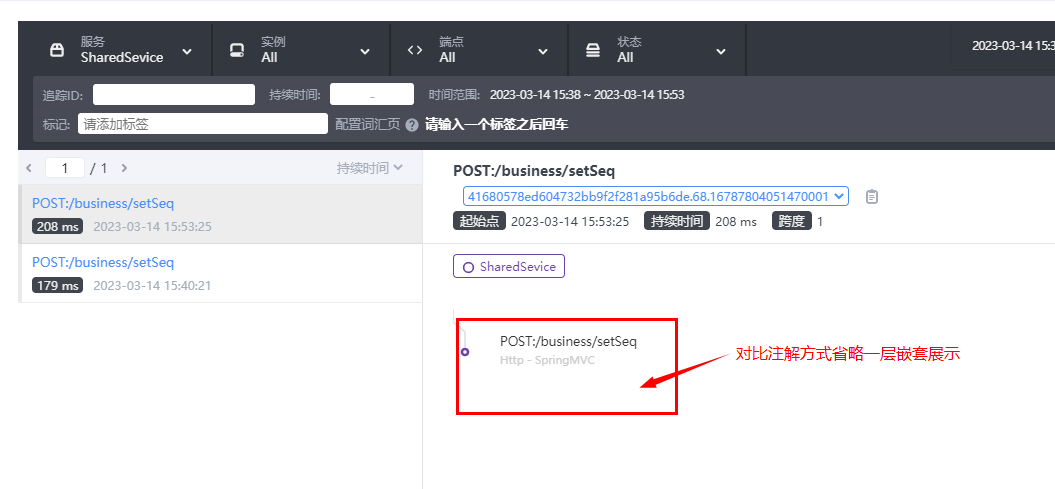 服务
SharedSevice
实例
All
端点
All
状态
All
2023-03-14 15:3
追踪ID:
持续时间: -
时间范围: 2023-03-14 15:38 ~ 2023-03-14 15:53
标记: 请添加标签 配置词汇页 ? 请输入一个标签之后回车
1 / 1
持续时间
POST:/business/setSeq
208 ms 2023-03-14 15:53:25
POST:/business/setSeq
179 ms 2023-03-14 15:40:21
POST:/business/setSeq
41680578ed604732bb9f2f281a95b6de.68.16787804051470001
起始点 2023-03-14 15:53:25 持续时间 208 ms 跨度 1
SharedSevice
POST:/business/setSeq
Http - SpringMVC
对比注解方式省略一层嵌套展示